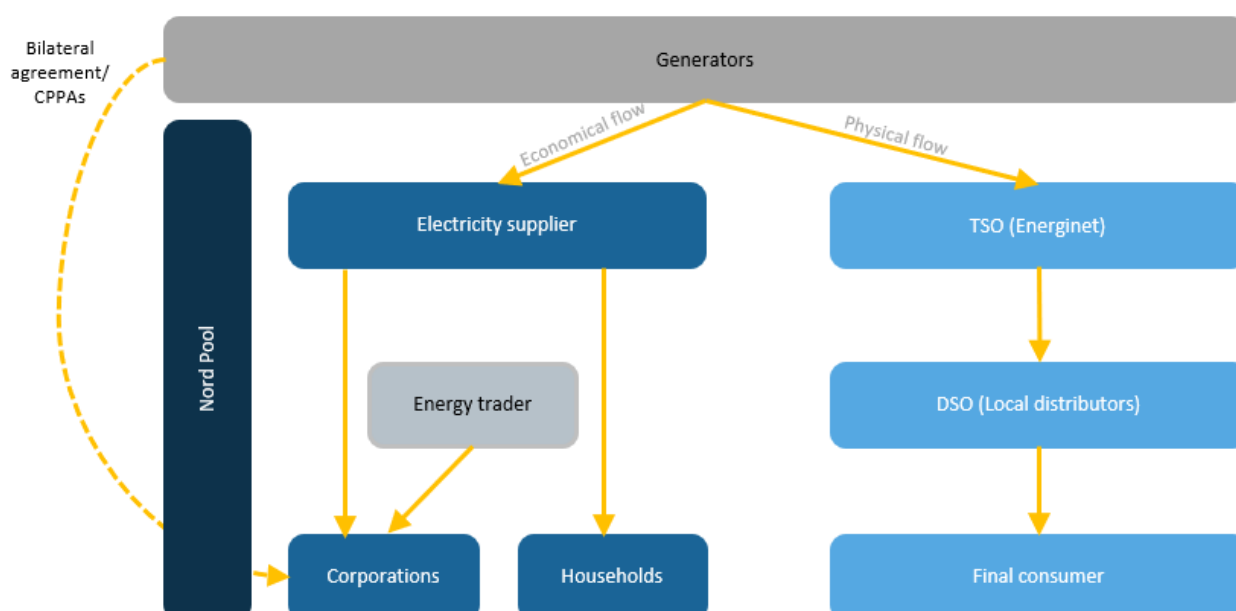 Bilateral
agreement/
CPPAs
Generators
Economical flow
Physical flow
Electricity supplier
TSO (Energinet)
Nord Pool
Energy trader
DSO (Local distributors)
Corporations
Households
Final consumer